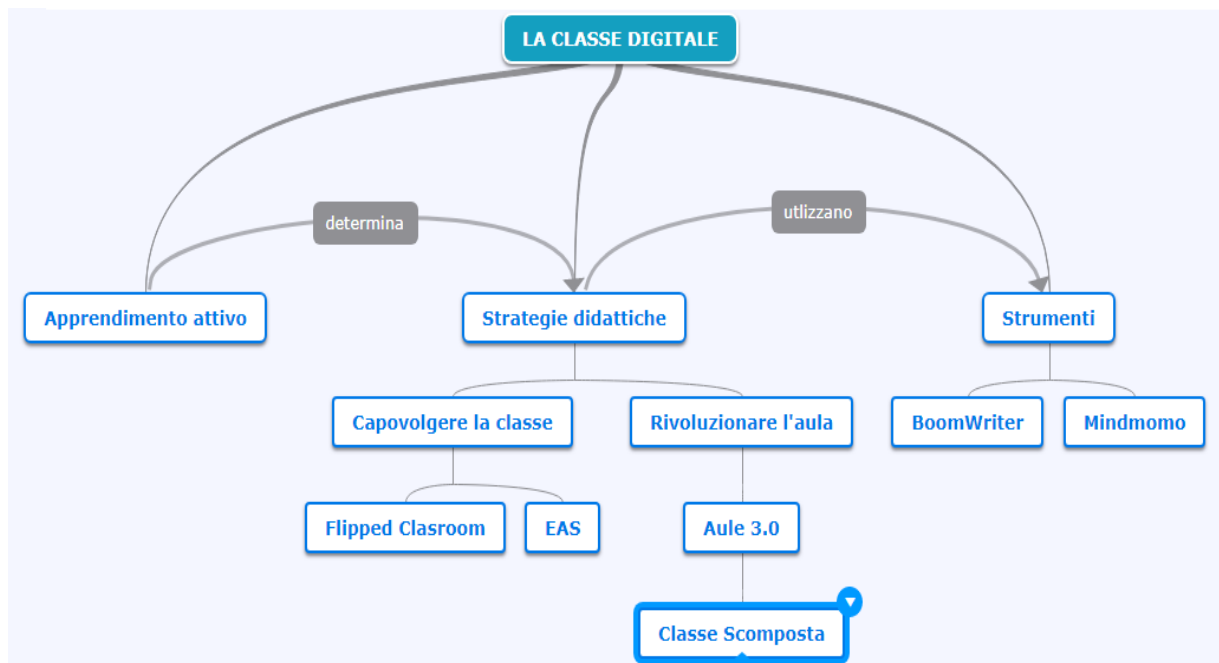 LA CLASSE DIGITALE
determina
utlizzano
Apprendimento attivo
Strategie didattiche
Strumenti
Capovolgere la classe
Rivoluzionare l'aula
BoomWriter
Mindmomo
Flipped Clasroom
EAS
Aule 3.0
Classe Scomposta